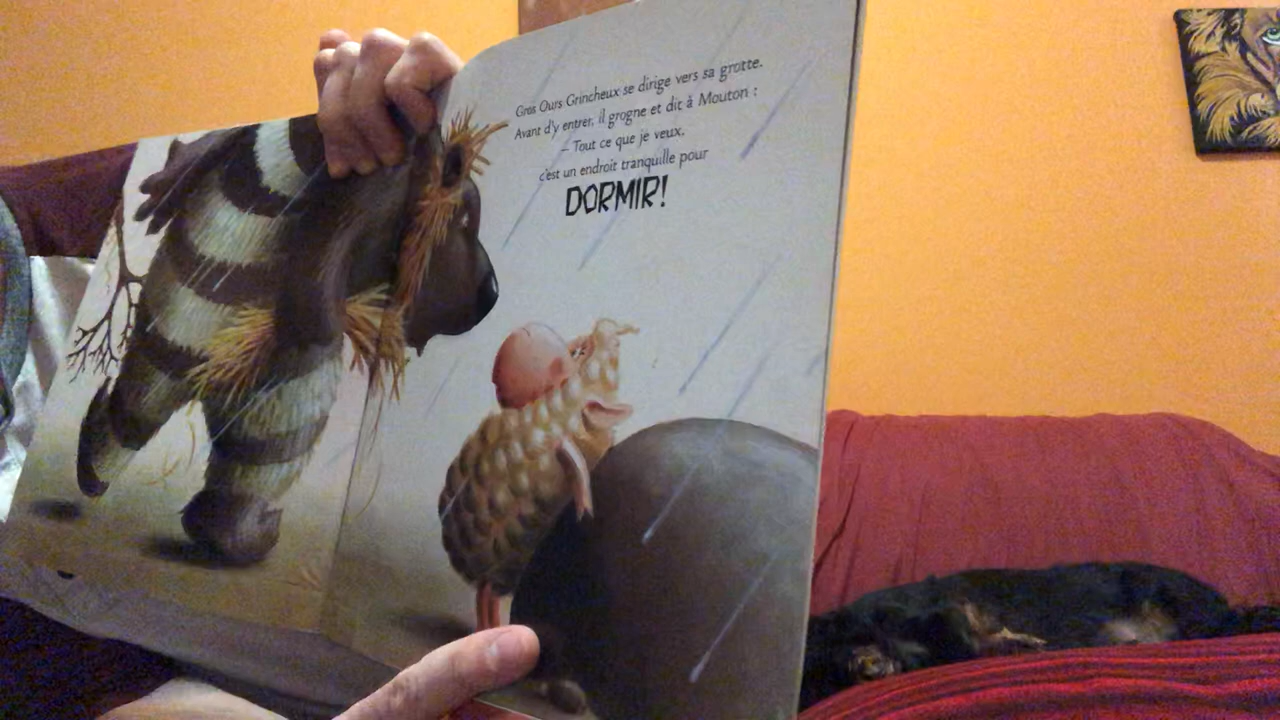 Gros Ours Grincheux se dirige vers sa grotte.
Avant d'y entrer, il grogne et dit à Mouton :
– Tout ce que je veux,
c'est un endroit tranquille pour
DORMIR!